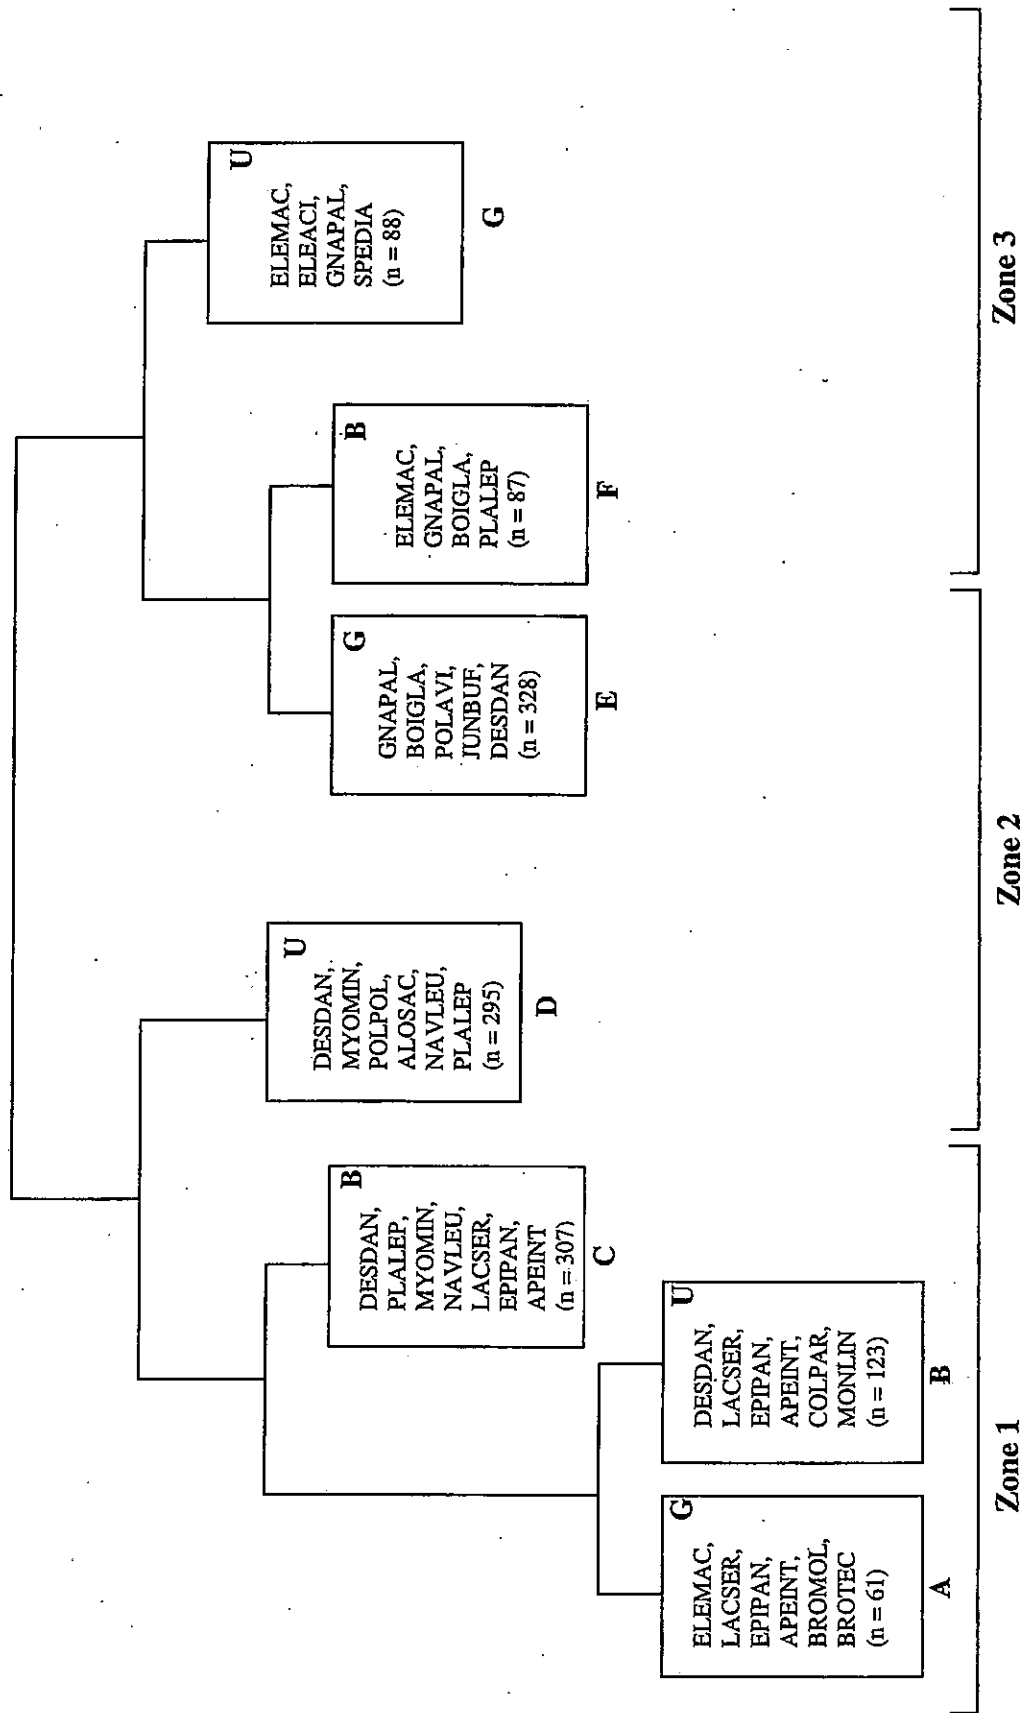 G
ELEMAC,
LACSER,
EPIPAN,
APEINT,
BROMOL,
BROTEC
(n = 61)
A
U
DESDAN,
LACSER,
EPIPAN,
APEINT,
COLPAR,
MONLIN
(n = 123)
B
B
DESDAN,
PLALEP,
MYOMIN,
NAVLEU,
LACSER,
EPIPAN,
APEINT
(n = 307)
C
U
DESDAN,
MYOMIN,
POLPOL,
ALOSAC,
NAVLEU,
PLALEP
(n = 295)
D
G
GNAPAL,
BOIGLA,
POLAVI,
JUNBUF,
DESDAN
(n = 328)
E
B
ELEMAC,
GNAPAL,
BOIGLA,
PLALEP
(n = 87)
F
U
ELEMAC,
ELEACI,
GNAPAL,
SPEDIA
(n = 88)
G
Zone 1
Zone 2
Zone 3